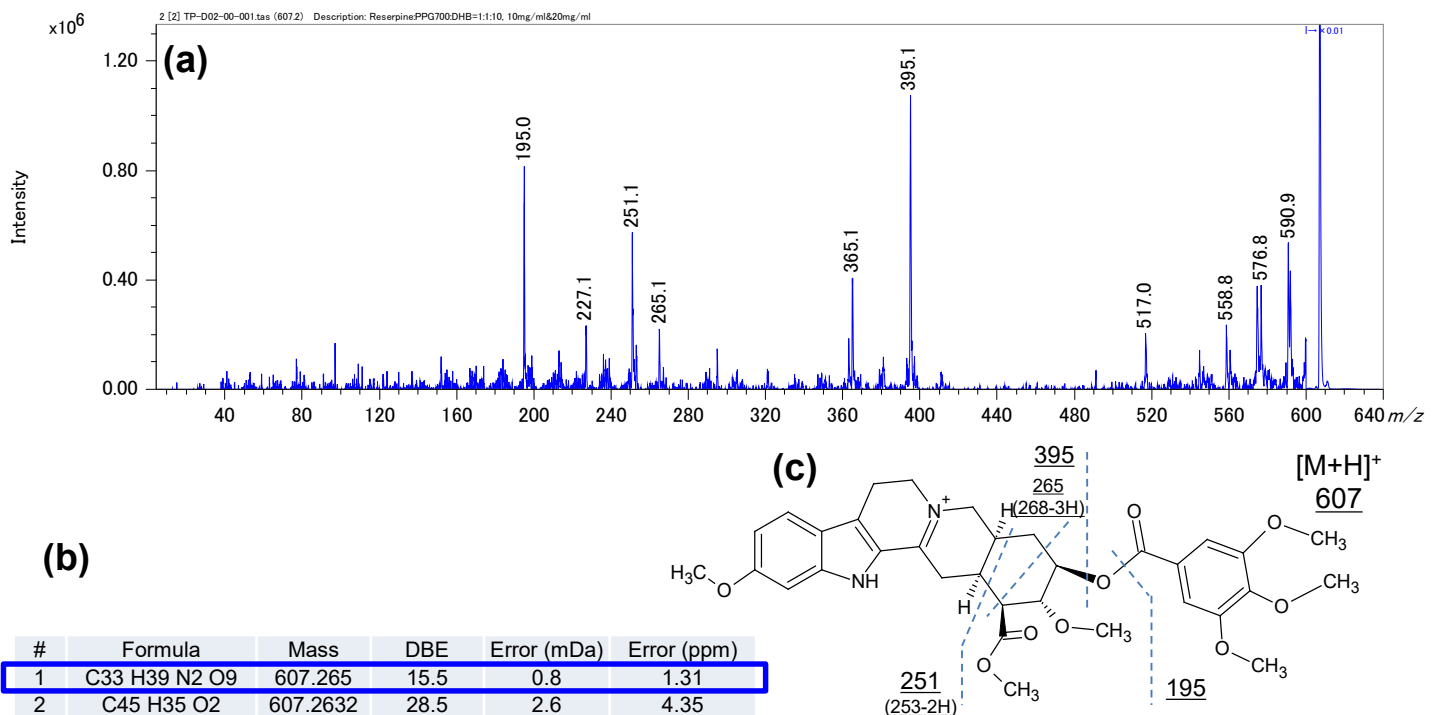 2 [2] TP-D02-00-001.tas (607.2) Description: Reserpine:PPG700:DHB=1:1:10, 10mg/ml&20mg/ml
×10⁶
(a)
×0.01
Intensity
1.20
0.80
0.40
0.00
195.0
227.1
251.1
265.1
365.1
395.1
517.0
558.8
576.8
590.9
40 80 120 160 200 240 280 320 360 400 440 480 520 560 600 640 m/z
(b)
# Formula Mass DBE Error (mDa) Error (ppm)
1 C33 H39 N2 O9 607.265 15.5 0.8 1.31
2 C45 H35 O2 607.2632 28.5 2.6 4.35
(c)
395
265
(268-3H)
[M+H]⁺
607
H₃C
O
NH
N⁺
H
H
O
O
CH₃
O
CH₃
O
O
O
CH₃
O
CH₃
O
CH₃
251
(253-2H)
195